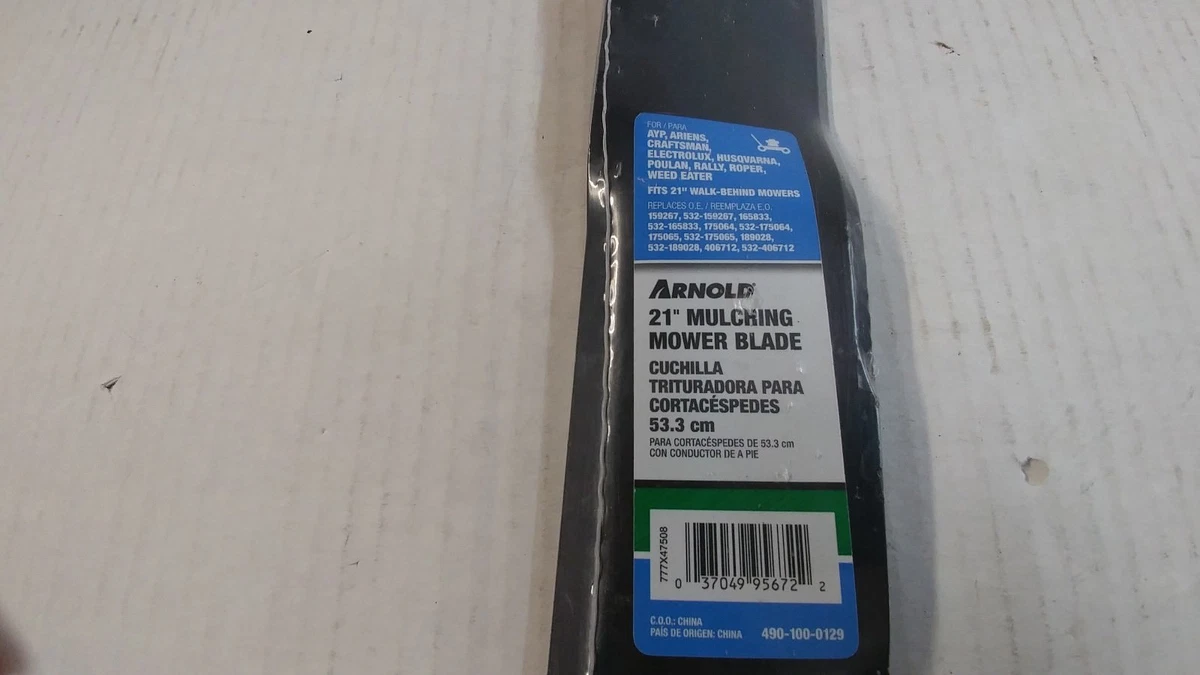 FOR / PARA
AYP, ARIENS,
CRAFTSMAN,
ELECTROLUX, HUSQVARNA,
POULAN, RALLY, ROPER,
WEED EATER
FITS 21" WALK-BEHIND MOWERS
REPLACES O.E. / REEMPLAZA E.O.
159267, 532-159267, 165833,
532-165833, 175064, 532-175064,
175065, 532-175065, 189028,
532-189028, 406712, 532-406712
ARNOLD
21" MULCHING
MOWER BLADE
CUCHILLA
TRITURADORA PARA
CORTACÉSPEDES
53.3 cm
PARA CORTACÉSPEDES DE 53.3 cm
CON CONDUCTOR DE A PIE
777X47508
0 37049 95672 2
C.O.O.: CHINA
PAÍS DE ORIGEN: CHINA 490-100-0129